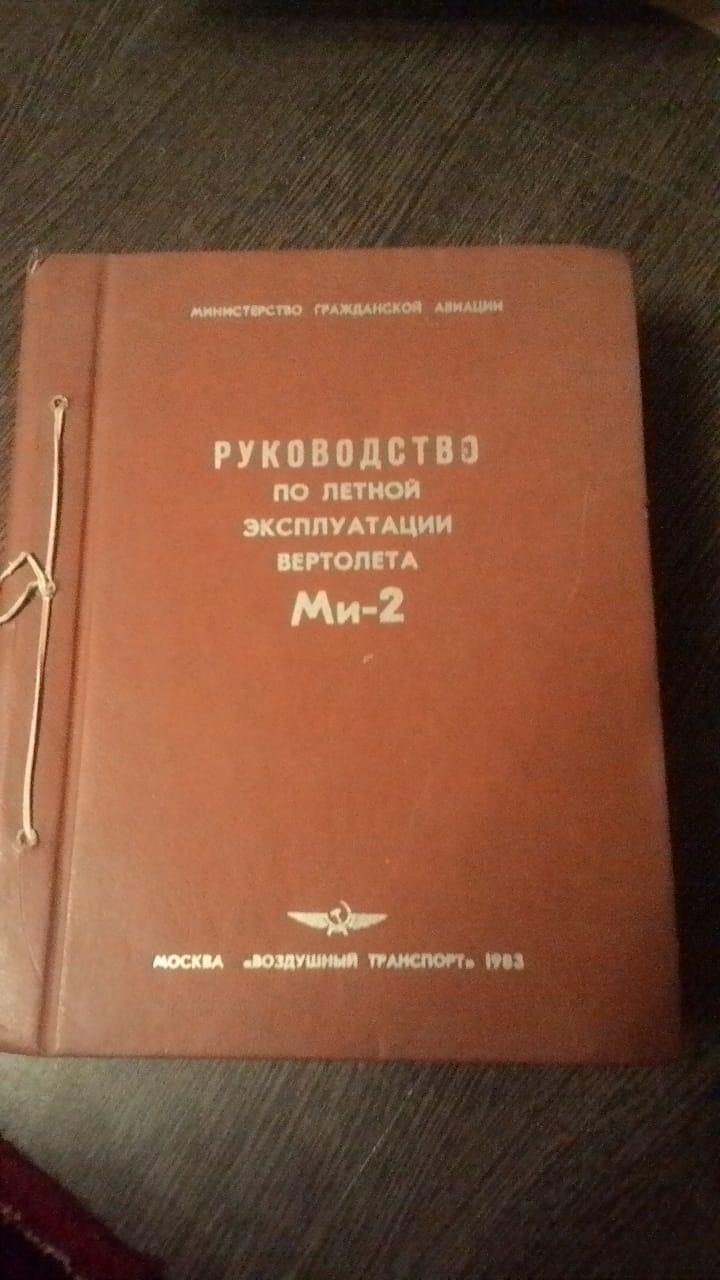 МИНИСТЕРСТВО ГРАЖДАНСКОЙ АВИАЦИИ
РУКОВОДСТВО
ПО ЛЕТНОЙ
ЭКСПЛУАТАЦИИ
ВЕРТОЛЕТА
Ми-2
МОСКВА «ВОЗДУШНЫЙ ТРАНСПОРТ» 1983